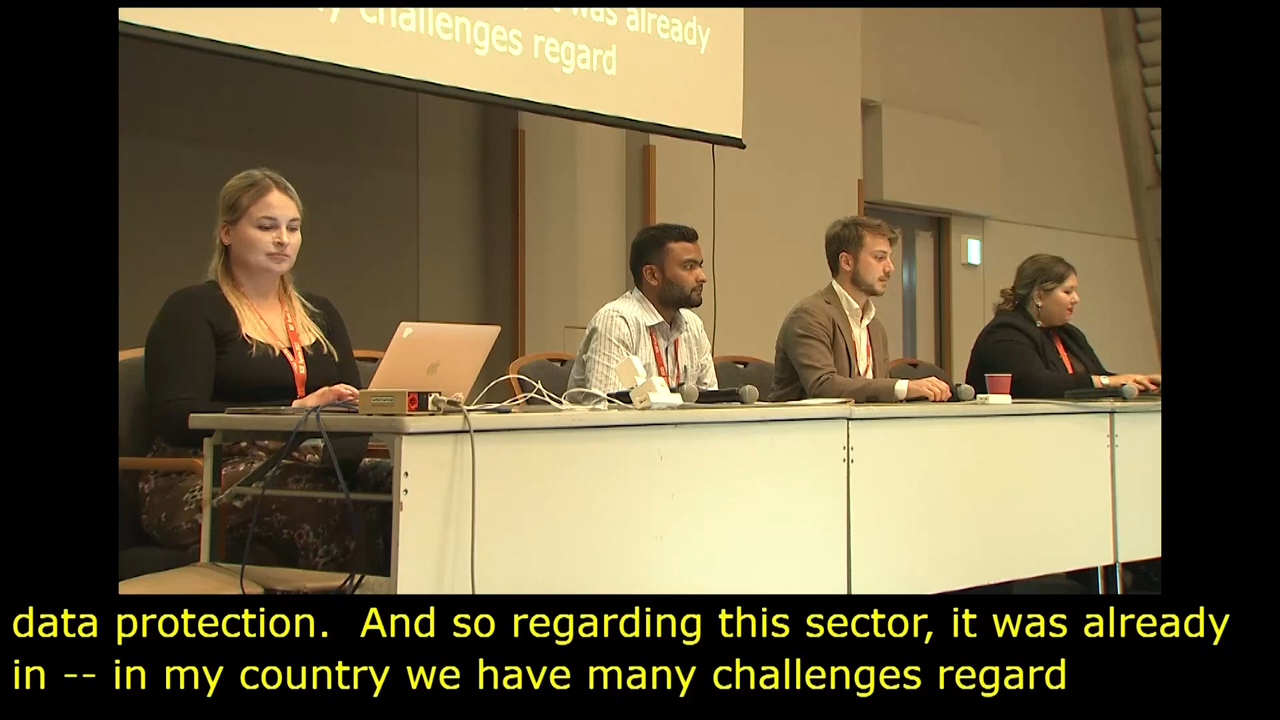 was already
challenges regard
data protection.  And so regarding this sector, it was already
in -- in my country we have many challenges regard